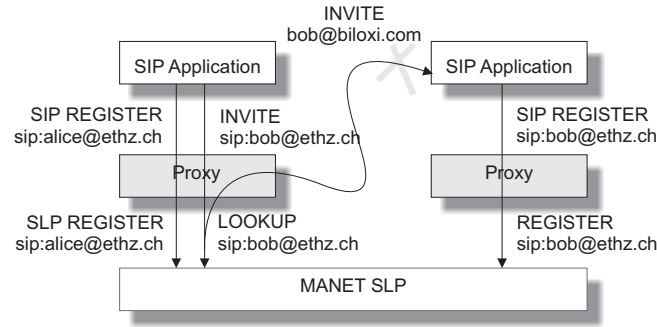 INVITE
bob@biloxi.com
SIP Application
SIP Application
SIP REGISTER
sip:alice@ethz.ch
INVITE
sip:bob@ethz.ch
SIP REGISTER
sip:bob@ethz.ch
Proxy
Proxy
SLP REGISTER
sip:alice@ethz.ch
LOOKUP
sip:bob@ethz.ch
REGISTER
sip:bob@ethz.ch
MANET SLP